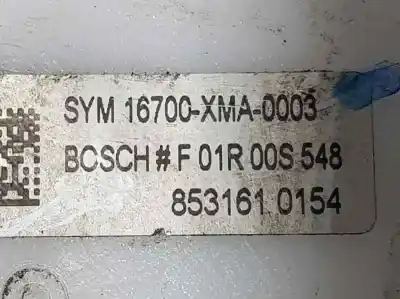 SYM 16700-XMA-0003
BCSCH # F 01R 00S 548
853161 0154